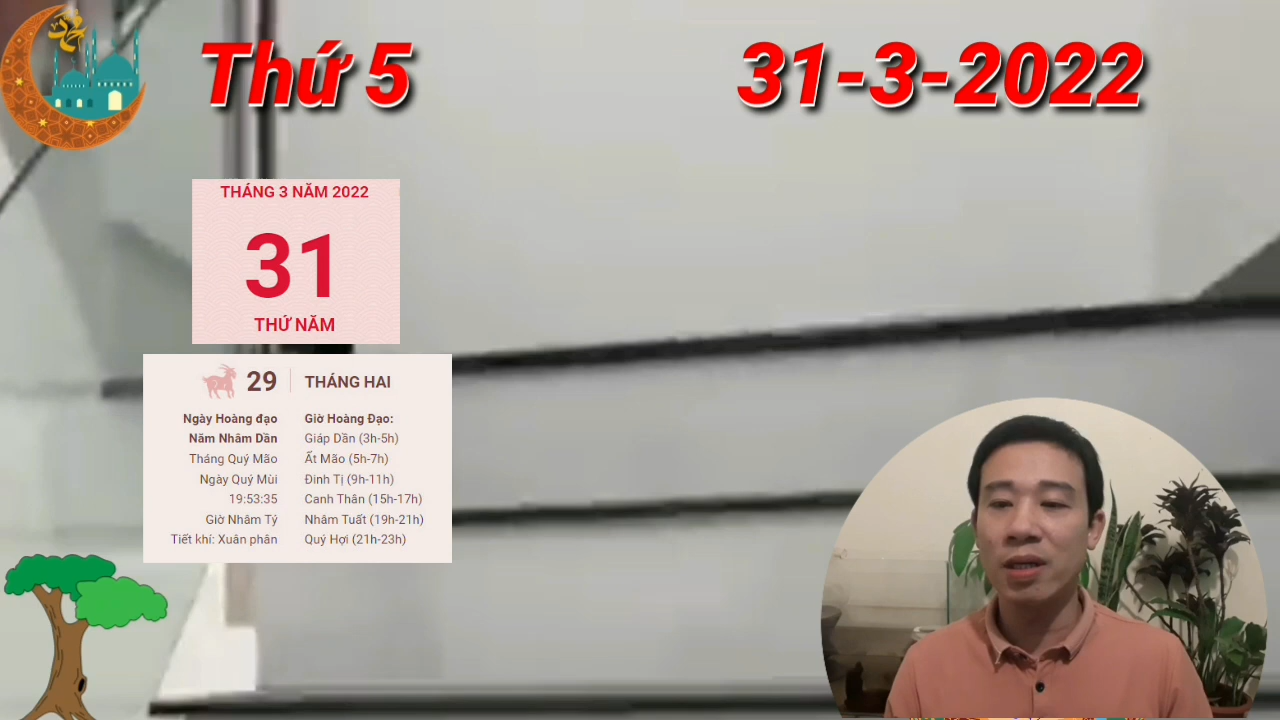 Thứ 5
31-3-2022
THÁNG 3 NĂM 2022
31
THỨ NĂM
29
THÁNG HAI
Ngày Hoàng đạo
Năm Nhâm Dần
Tháng Quý Mão
Ngày Quý Mùi
19:53:35
Giờ Nhâm Tý
Tiết khí: Xuân phân
Giờ Hoàng Đạo:
Giáp Dần (3h-5h)
Ất Mão (5h-7h)
Đinh Tị (9h-11h)
Canh Thân (15h-17h)
Nhâm Tuất (19h-21h)
Quý Hợi (21h-23h)